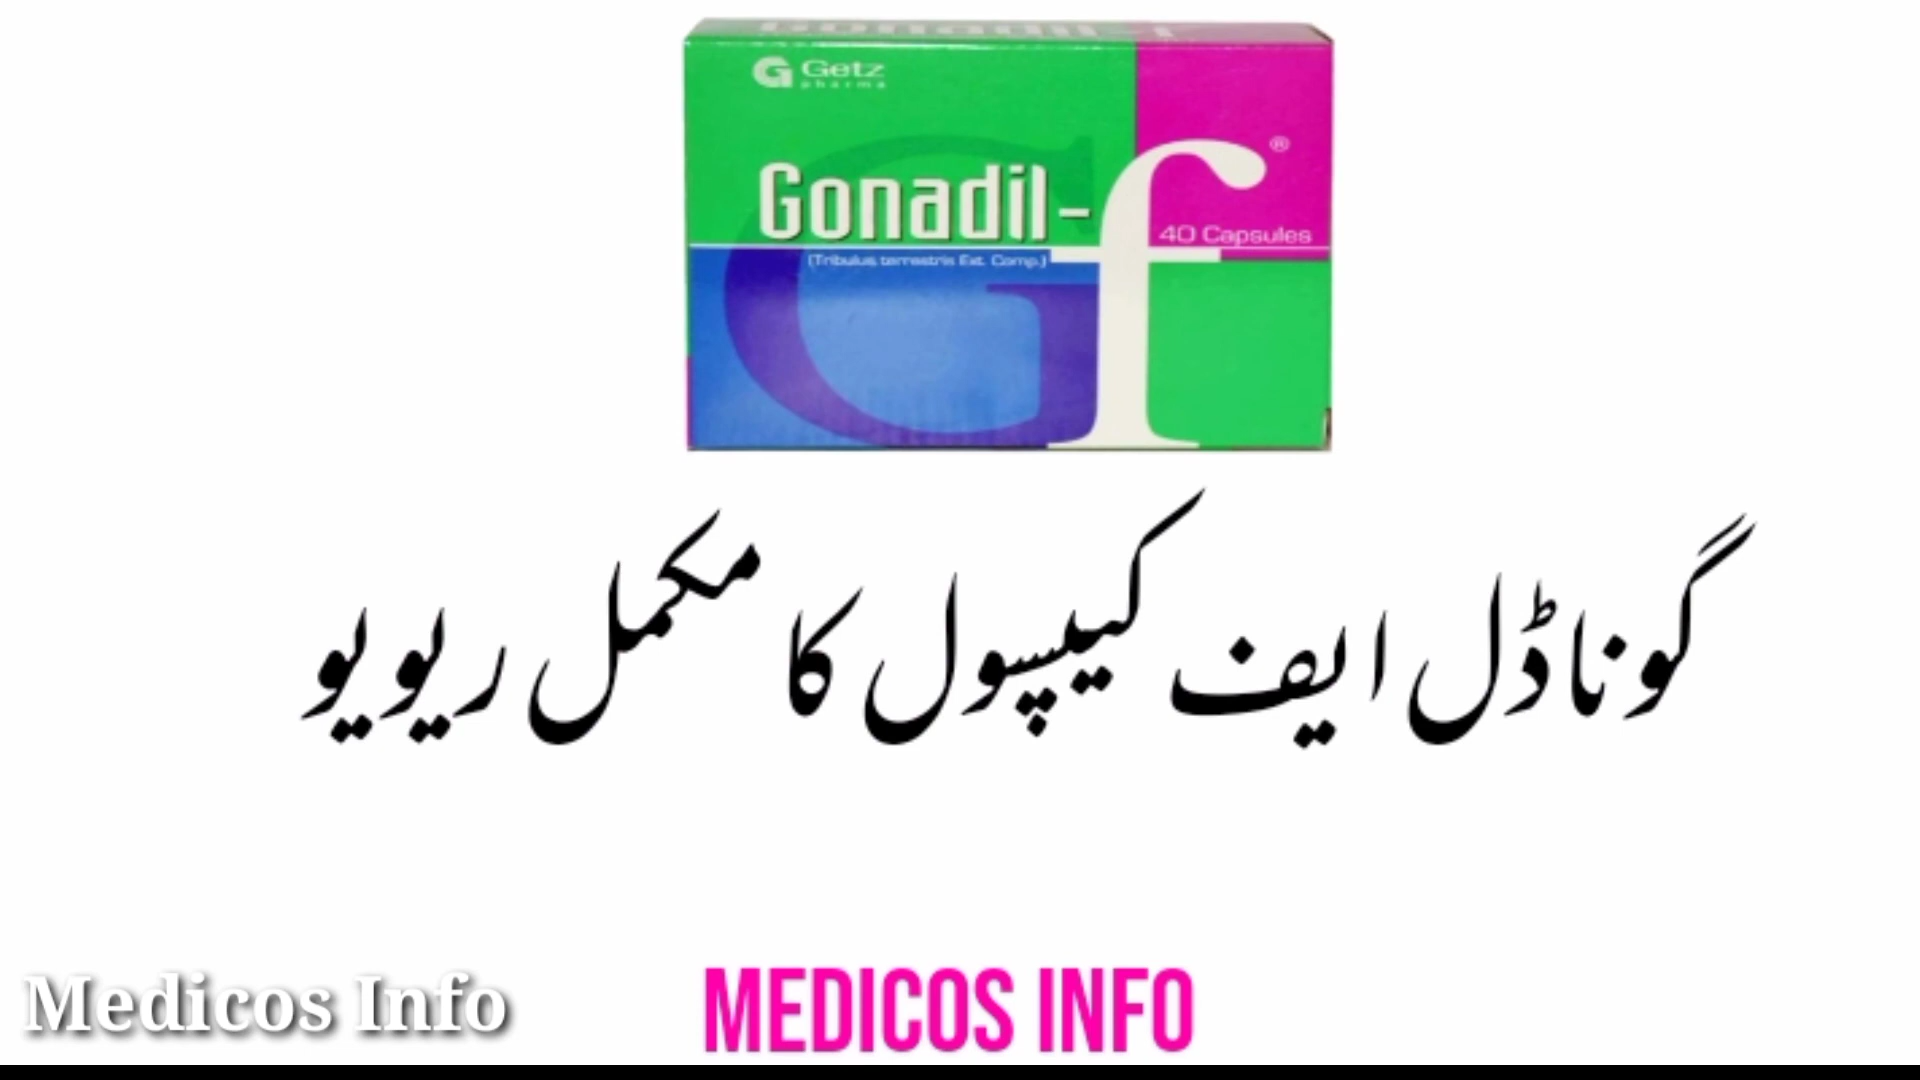 Gonadil-f
Getz
pharma
Gonadil-f®
40 Capsules
(Tribulus terrestris Ext. Comp.)
گوناڈل ایف کیپسول کا مکمل ریویو
Medicos Info
MEDICOS INFO